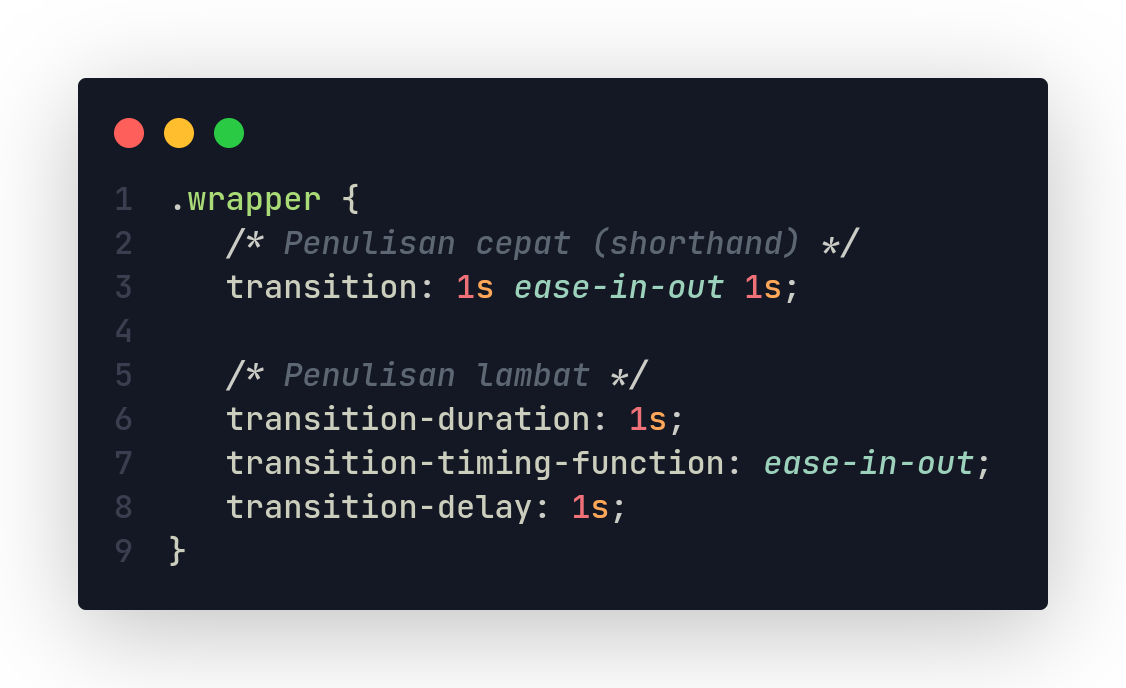 1 .wrapper {
2 /* Penulisan cepat (shorthand) */
3 transition: 1s ease-in-out 1s;
4
5 /* Penulisan lambat */
6 transition-duration: 1s;
7 transition-timing-function: ease-in-out;
8 transition-delay: 1s;
9 }